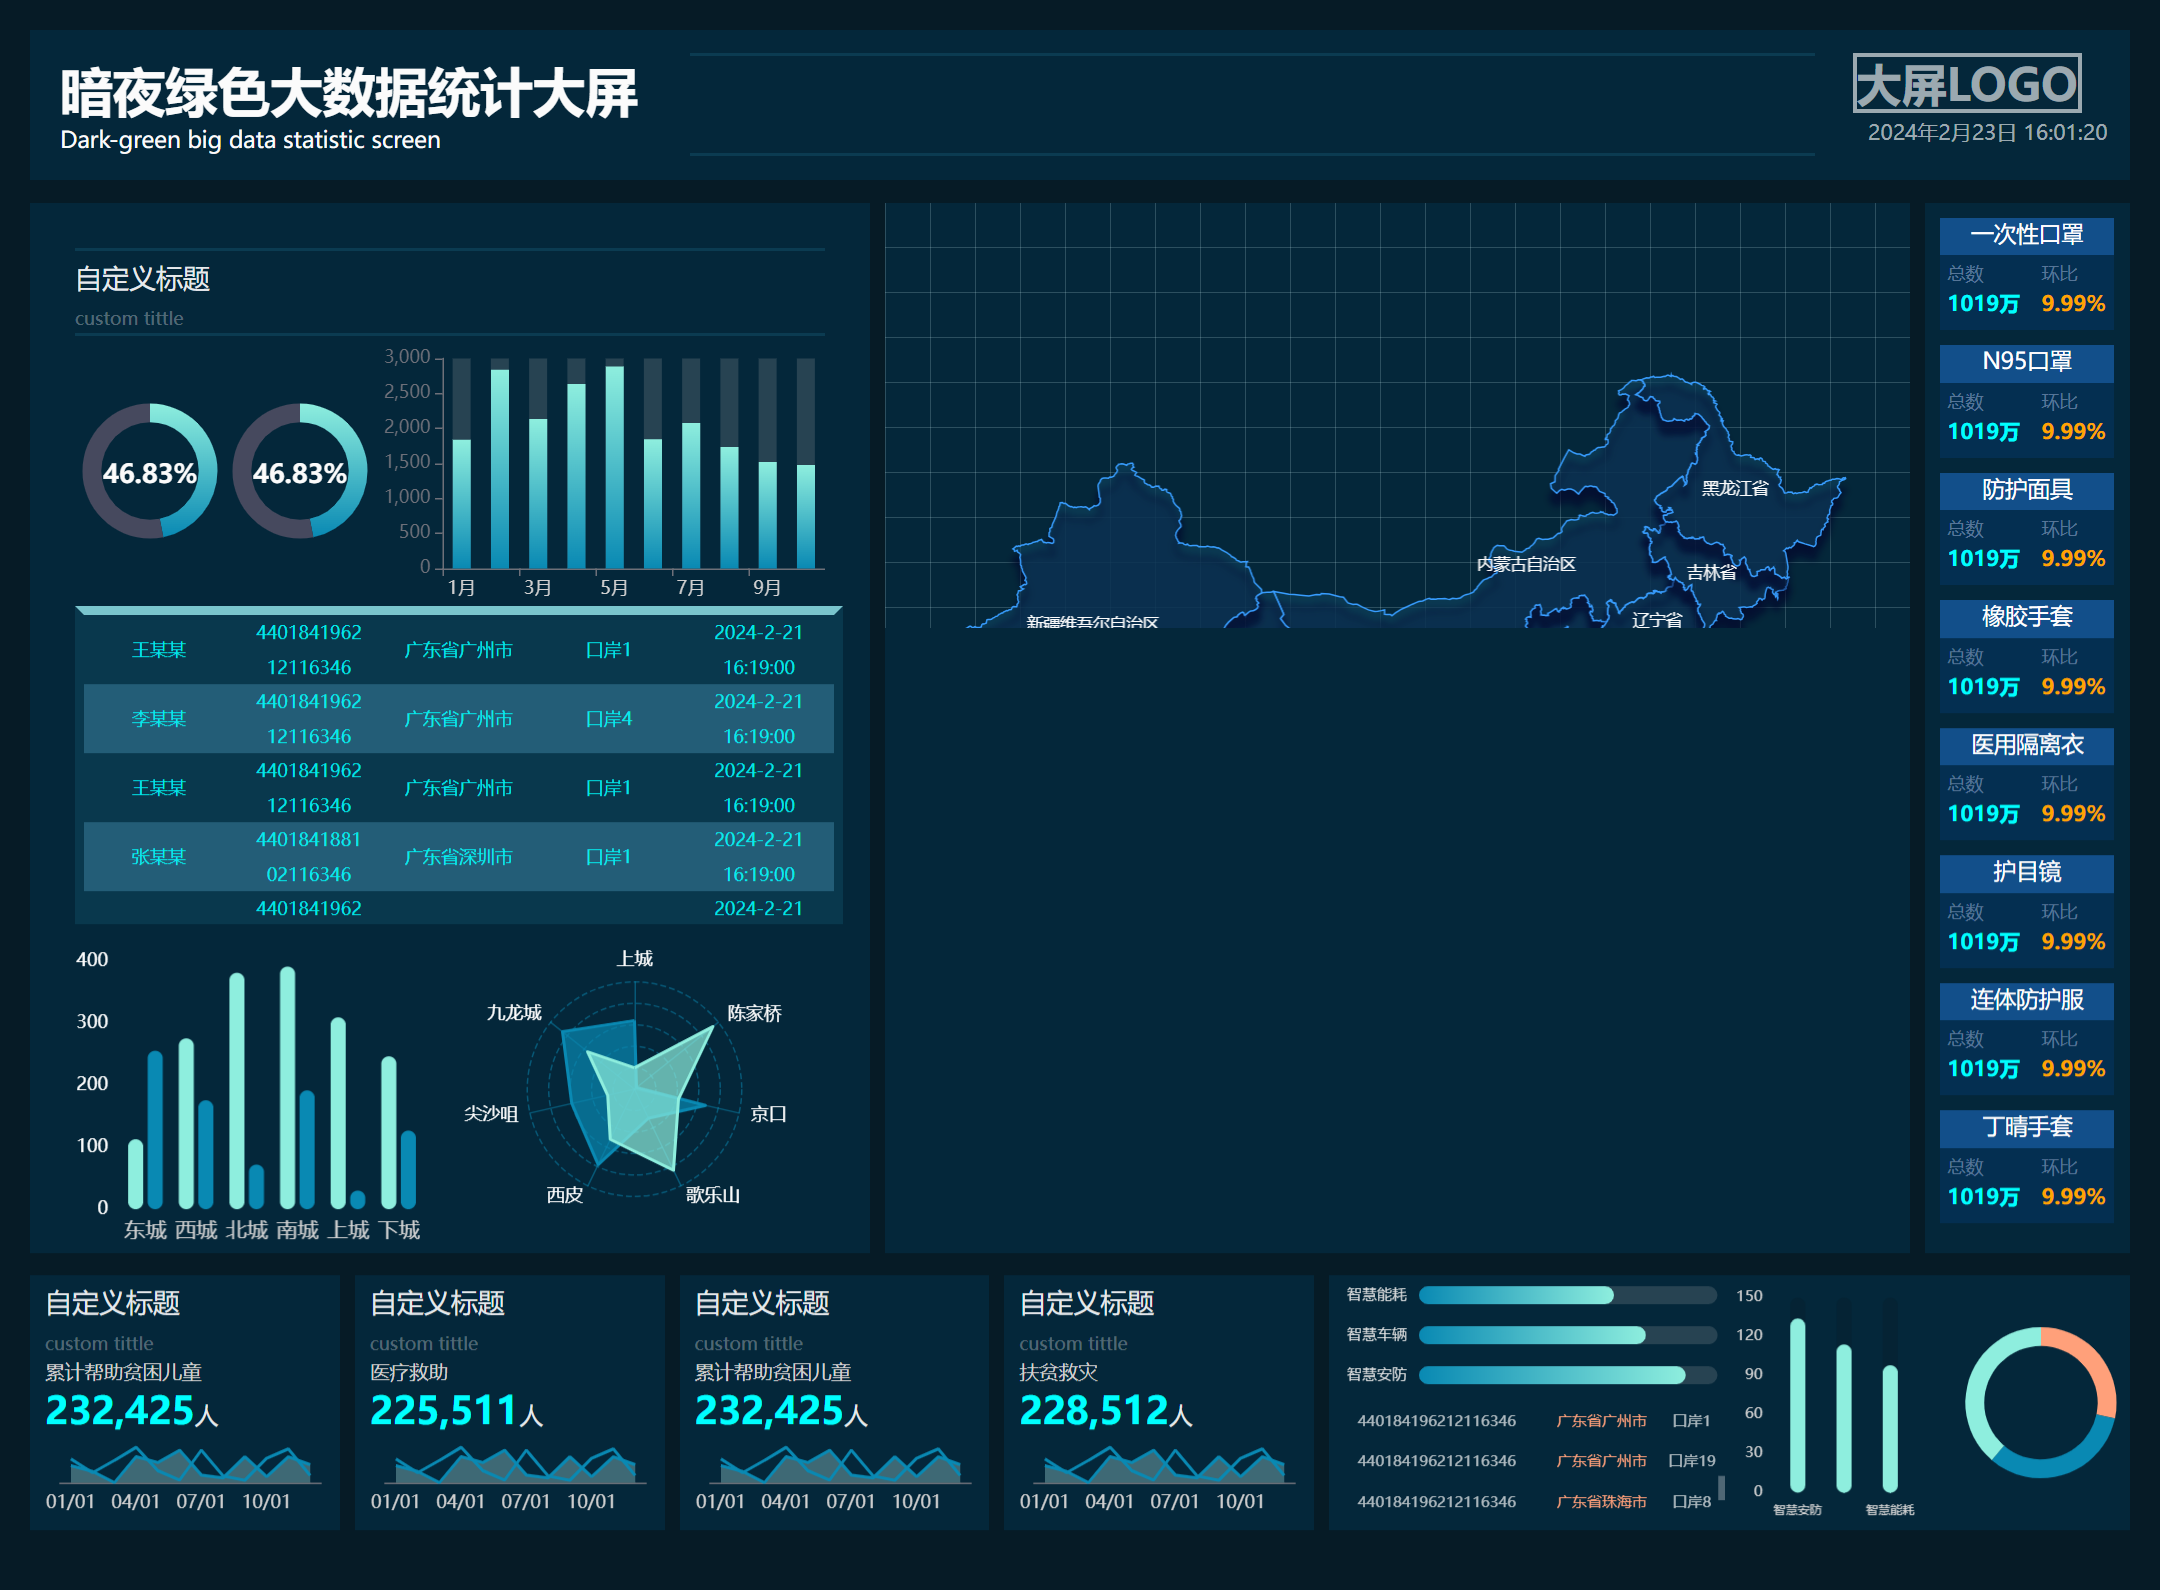 暗夜绿色大数据统计大屏
Dark-green big data statistic screen
大屏LOGO
2024年2月23日 16:01:20
自定义标题
custom tittle
46.83%
46.83%
3,000
2,500
2,000
1,500
1,000
500
0
1月 3月 5月 7月 9月
王某某 440184196212116346 广东省广州市 口岸1 2024-2-21 16:19:00
李某某 440184196212116346 广东省广州市 口岸4 2024-2-21 16:19:00
王某某 440184196212116346 广东省广州市 口岸1 2024-2-21 16:19:00
张某某 440184188102116346 广东省深圳市 口岸1 2024-2-21 16:19:00
4401841962 2024-2-21
400
300
200
100
0
东城 西城 北城 南城 上城 下城
上城
九龙城
陈家桥
尖沙咀
京口
西皮
歌乐山
黑龙江省
内蒙古自治区
吉林省
辽宁省
新疆维吾尔自治区
一次性口罩
总数 环比
1019万 9.99%
N95口罩
总数 环比
1019万 9.99%
防护面具
总数 环比
1019万 9.99%
橡胶手套
总数 环比
1019万 9.99%
医用隔离衣
总数 环比
1019万 9.99%
护目镜
总数 环比
1019万 9.99%
连体防护服
总数 环比
1019万 9.99%
丁晴手套
总数 环比
1019万 9.99%
自定义标题
custom tittle
累计帮助贫困儿童
232,425人
01/01 04/01 07/01 10/01
自定义标题
custom tittle
医疗救助
225,511人
01/01 04/01 07/01 10/01
自定义标题
custom tittle
累计帮助贫困儿童
232,425人
01/01 04/01 07/01 10/01
自定义标题
custom tittle
扶贫救灾
228,512人
01/01 04/01 07/01 10/01
智慧能耗
智慧车辆
智慧安防
440184196212116346 广东省广州市 口岸1
440184196212116346 广东省广州市 口岸19
440184196212116346 广东省珠海市 口岸8
150
120
90
60
30
0
智慧安防 智慧能耗